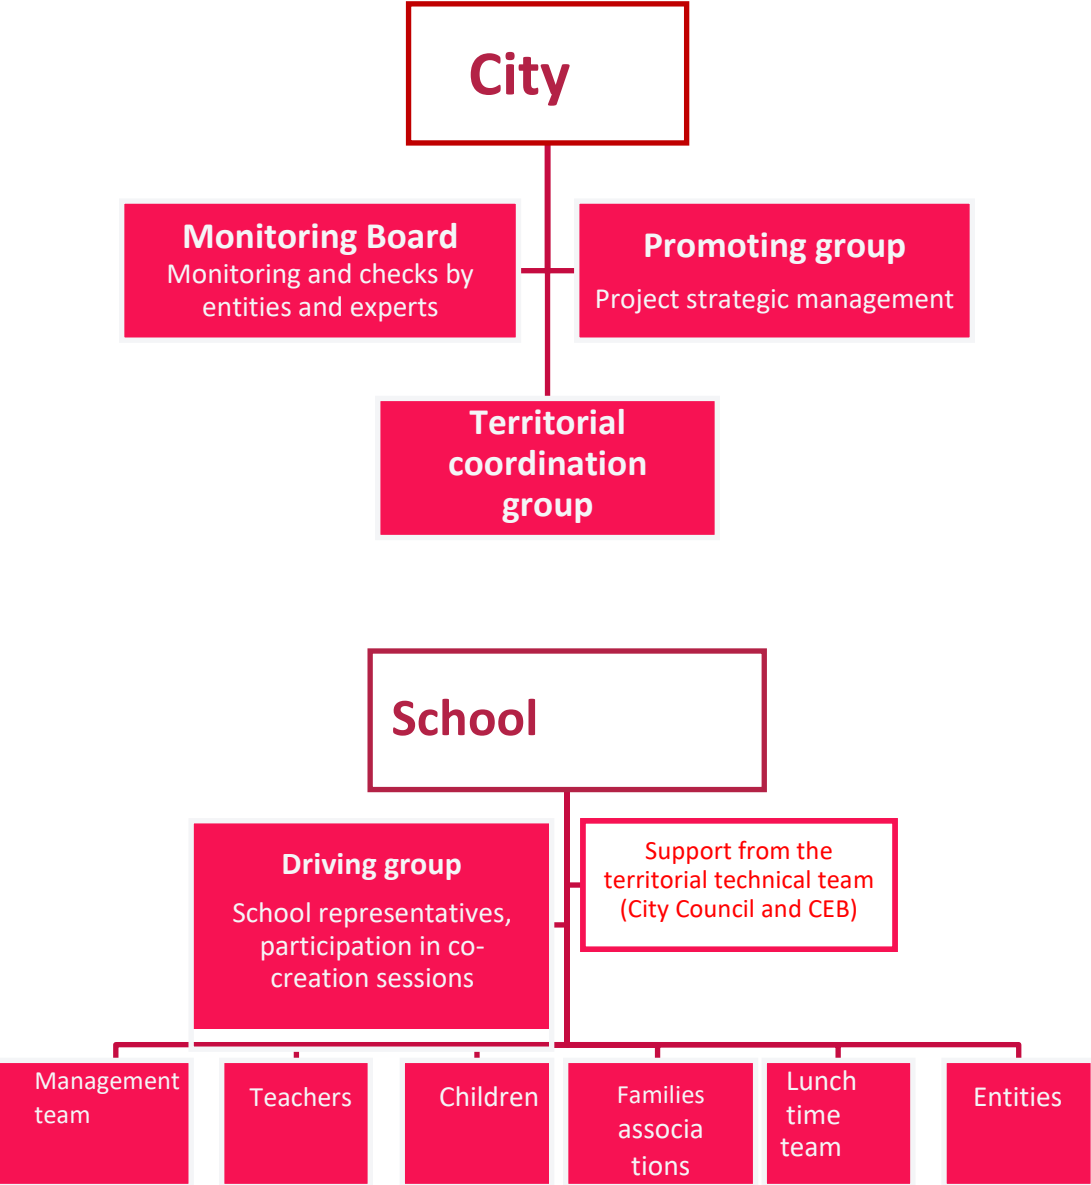 City
Monitoring Board
Monitoring and checks by
entities and experts
Promoting group
Project strategic management
Territorial
coordination
group
School
Driving group
School representatives,
participation in co-
creation sessions
Support from the
territorial technical team
(City Council and CEB)
Management
team
Teachers
Children
Families
associa
tions
Lunch
time
team
Entities